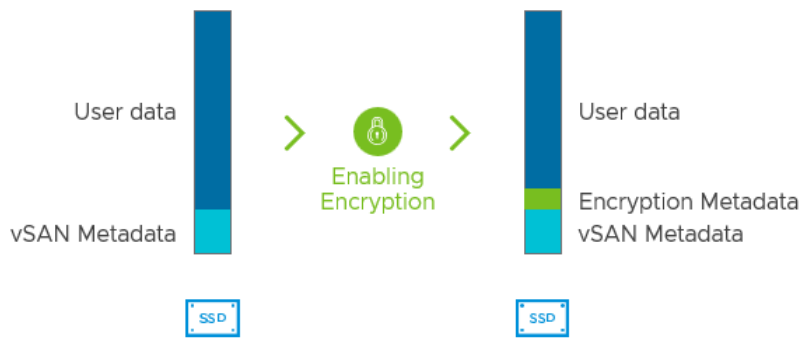 User data
vSAN Metadata
SSD
Enabling
Encryption
User data
Encryption Metadata
vSAN Metadata
SSD